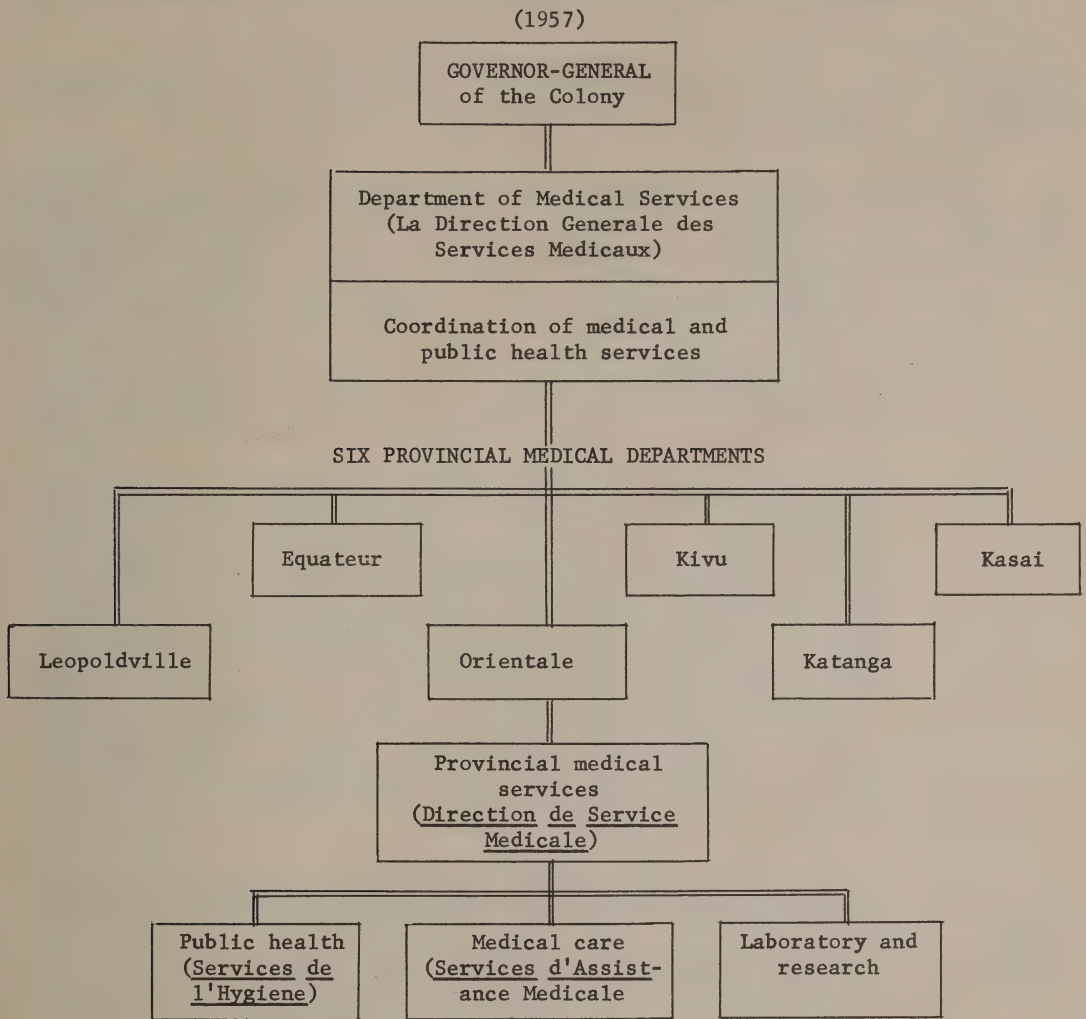 (1957)
GOVERNOR-GENERAL
of the Colony
Department of Medical Services
(La Direction Generale des
Services Medicaux)
Coordination of medical and
public health services
SIX PROVINCIAL MEDICAL DEPARTMENTS
Equateur
Kivu
Kasai
Leopoldville
Orientale
Katanga
Provincial medical
services
(Direction de Service
Medicale)
Public health
(Services de
l'Hygiene)
Medical care
(Services d'Assist-
ance Medicale
Laboratory and
research